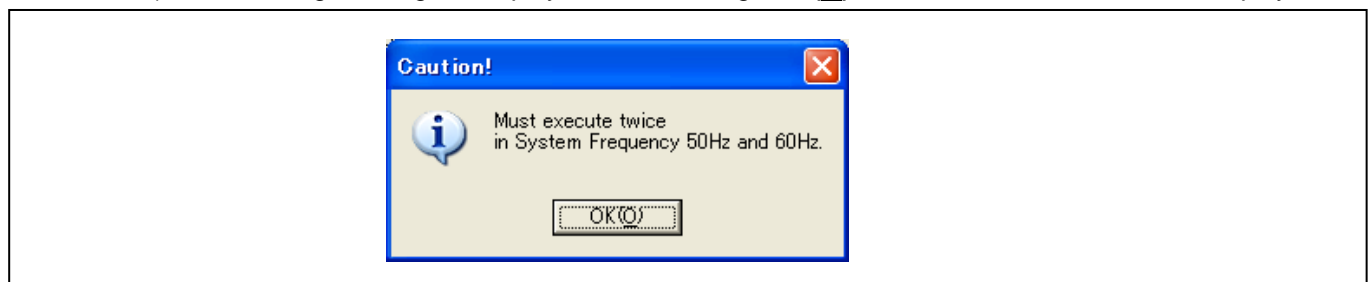 Caution!
Must execute twice
in System Frequency 50Hz and 60Hz.
OK(O)